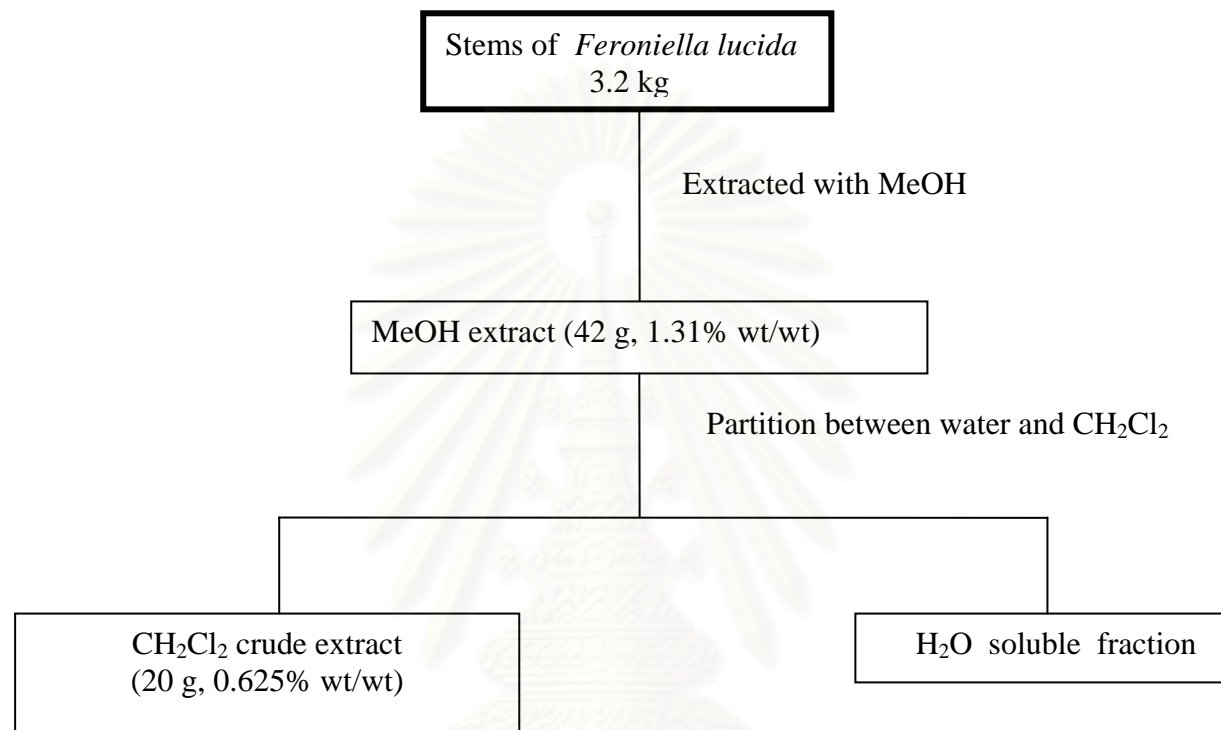 Stems of Feroniella lucida
3.2 kg
Extracted with MeOH
MeOH extract (42 g, 1.31% wt/wt)
Partition between water and CH₂Cl₂
CH₂Cl₂ crude extract
(20 g, 0.625% wt/wt)
H₂O soluble fraction